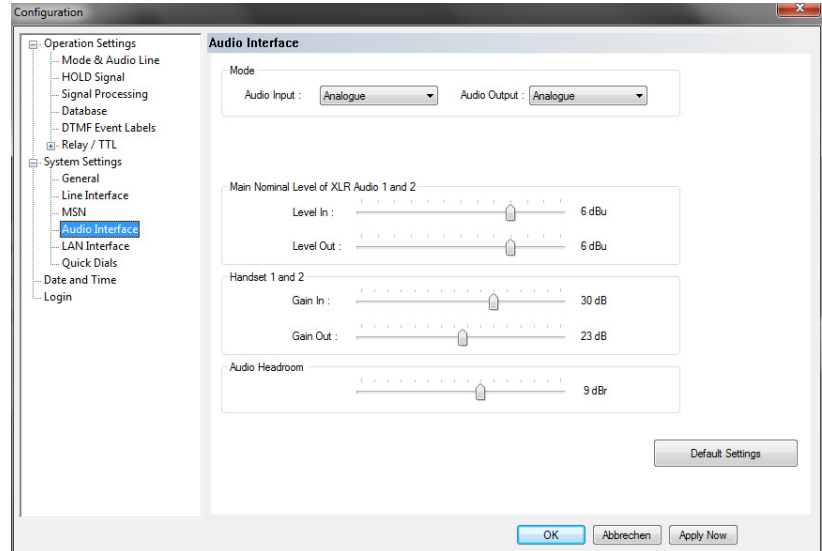 Configuration
Operation Settings
Mode & Audio Line
HOLD Signal
Signal Processing
Database
DTMF Event Labels
Relay / TTL
System Settings
General
Line Interface
MSN
Audio Interface
LAN Interface
Quick Dials
Date and Time
Login
Audio Interface
Mode
Audio Input : Analogue Audio Output : Analogue
Main Nominal Level of XLR Audio 1 and 2
Level In : 6 dBu
Level Out : 6 dBu
Handset 1 and 2
Gain In : 30 dB
Gain Out : 23 dB
Audio Headroom
9 dBr
Default Settings
OK Abbrechen Apply Now